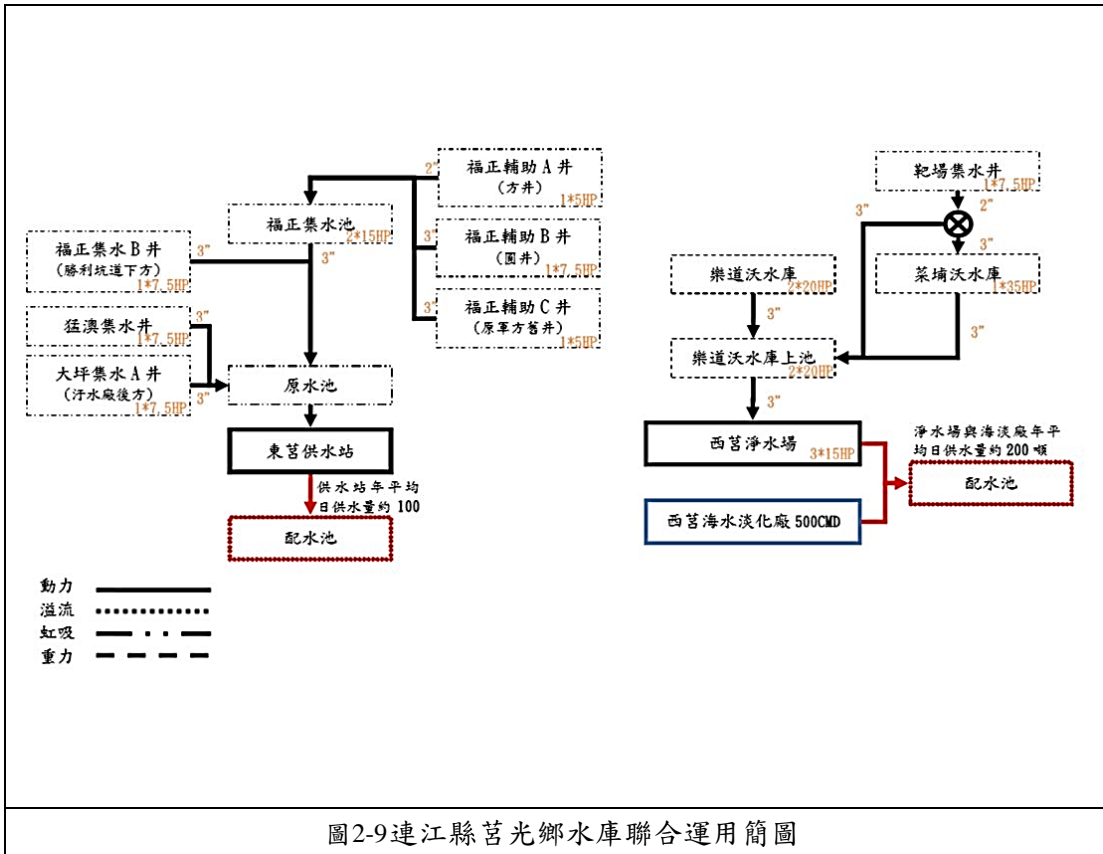 福正輔助 A 井
(方井)
1*5HP
2"
福正集水池
2*15HP
3"
福正輔助 B 井
(圓井)
1*7.5HP
3"
福正集水 B 井
(勝利坑道下方)
1*7.5HP
3"
3"
福正輔助 C 井
(原軍方舊井)
1*5HP
猛澳集水井
1*7.5HP
3"
大坪集水 A 井
(汙水廠後方)
1*7.5HP
3"
原水池
東莒供水站
供水站年平均
日供水量約 100
配水池
靶場集水井
1*7.5HP
2"
3"
3"
菜埔沃水庫
1*35HP
樂道沃水庫
2*20HP
3"
3"
樂道沃水庫上池
2*20HP
3"
西莒淨水場
3*15HP
淨水場與海淡廠年平
均日供水量約 200 噸
配水池
西莒海水淡化廠 500CMD
動力
溢流
虹吸
重力
圖2-9連江縣莒光鄉水庫聯合運用簡圖